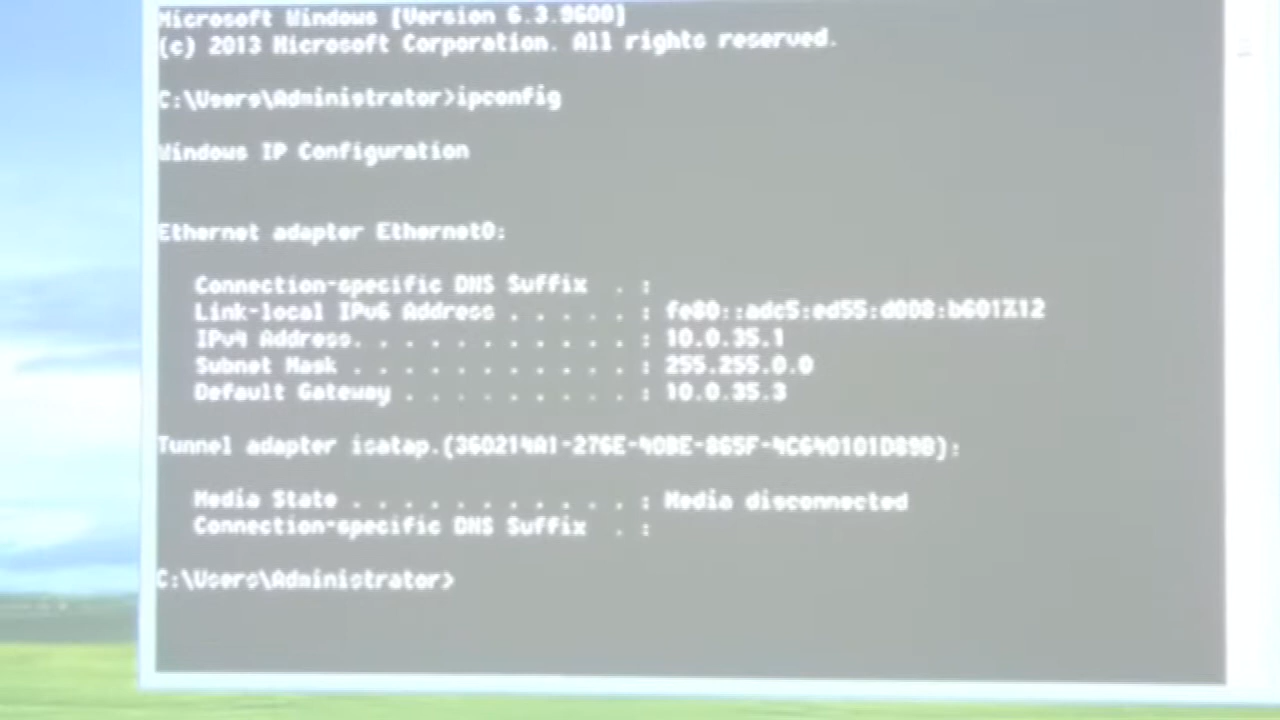 Microsoft Windows [Version 6.3.9600]
(c) 2013 Microsoft Corporation. All rights reserved.
C:\Users\Administrator>ipconfig
Windows IP Configuration
Ethernet adapter Ethernet0:
Connection-specific DNS Suffix . :
Link-local IPv6 Address . . . . . : fe80::adc5:ed55:d008:b601%12
IPv4 Address. . . . . . . . . . . : 10.0.35.1
Subnet Mask . . . . . . . . . . . : 255.255.0.0
Default Gateway . . . . . . . . . : 10.0.35.3
Tunnel adapter isatap.{360214A1-276E-40BE-865F-4C640101D89B}:
Media State . . . . . . . . . . . : Media disconnected
Connection-specific DNS Suffix . :
C:\Users\Administrator>